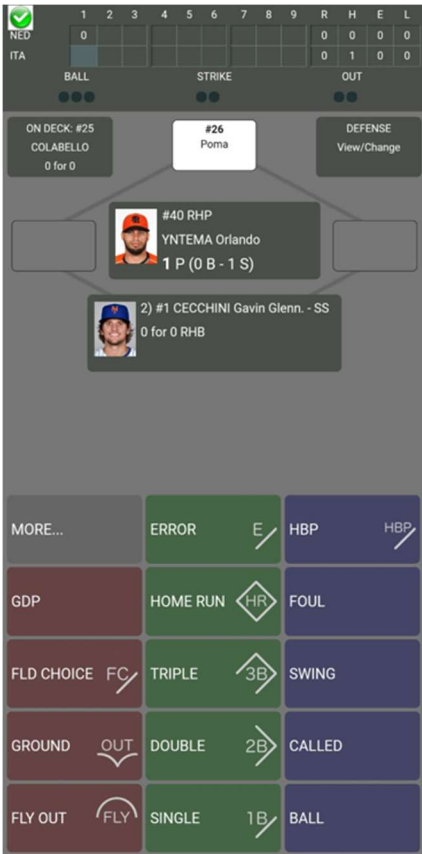 1 2 3 4 5 6 7 8 9 R H E L
NED 0 0 0 0 0
ITA 0 1 0 0
BALL STRIKE OUT
ON DECK: #25
COLABELLO
0 for 0
#26
Poma
DEFENSE
View/Change
#40 RHP
YNTEMA Orlando
1 P (0 B - 1 S)
2) #1 CECCHINI Gavin Glenn. - SS
0 for 0 RHB
MORE... ERROR E HBP HBP
GDP HOME RUN HR FOUL
FLD CHOICE FC TRIPLE 3B SWING
GROUND OUT DOUBLE 2B CALLED
FLY OUT FLY SINGLE 1B BALL